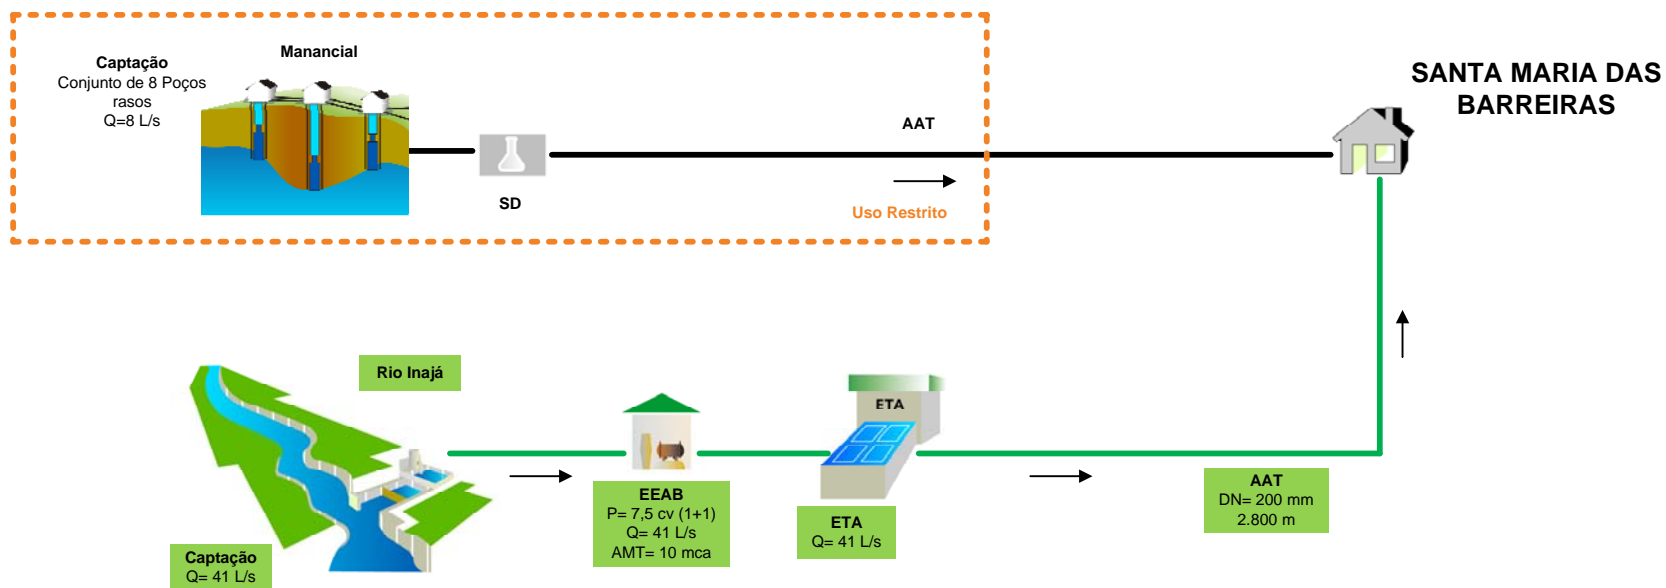 Captação
Conjunto de 8 Poços
rasos
Q=8 L/s
Manancial
SD
AAT
Uso Restrito
SANTA MARIA DAS
BARREIRAS
Rio Inajá
Captação
Q= 41 L/s
EEAB
P= 7,5 cv (1+1)
Q= 41 L/s
AMT= 10 mca
ETA
ETA
Q= 41 L/s
AAT
DN= 200 mm
2.800 m